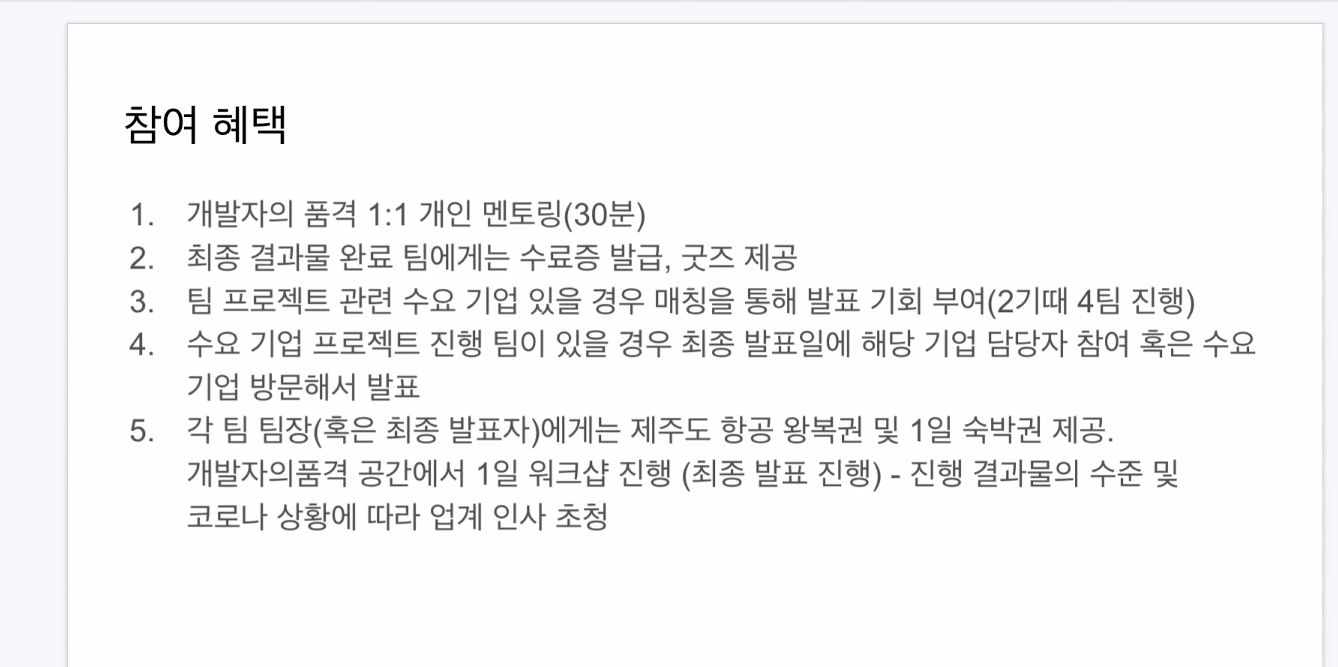 참여 혜택
1. 개발자의 품격 1:1 개인 멘토링(30분)
2. 최종 결과물 완료 팀에게는 수료증 발급, 굿즈 제공
3. 팀 프로젝트 관련 수요 기업 있을 경우 매칭을 통해 발표 기회 부여(2기때 4팀 진행)
4. 수요 기업 프로젝트 진행 팀이 있을 경우 최종 발표일에 해당 기업 담당자 참여 혹은 수요
기업 방문해서 발표
5. 각 팀 팀장(혹은 최종 발표자)에게는 제주도 항공 왕복권 및 1일 숙박권 제공.
개발자의품격 공간에서 1일 워크샵 진행 (최종 발표 진행) - 진행 결과물의 수준 및
코로나 상황에 따라 업계 인사 초청